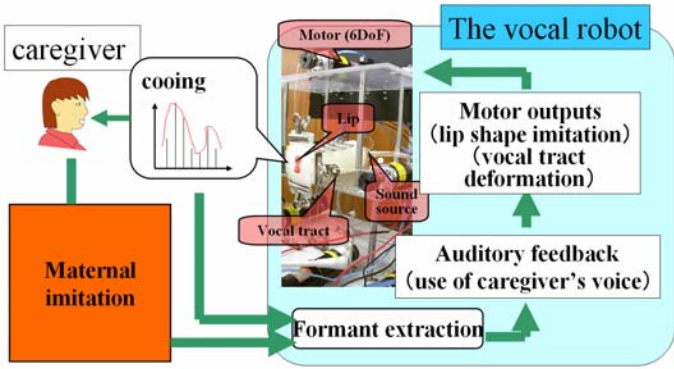 caregiver
cooing
Motor (6DoF)
The vocal robot
Lip
Sound
source
Vocal tract
Motor outputs
(lip shape imitation)
(vocal tract
deformation)
Auditory feedback
(use of caregiver's voice)
Maternal
imitation
Formant extraction